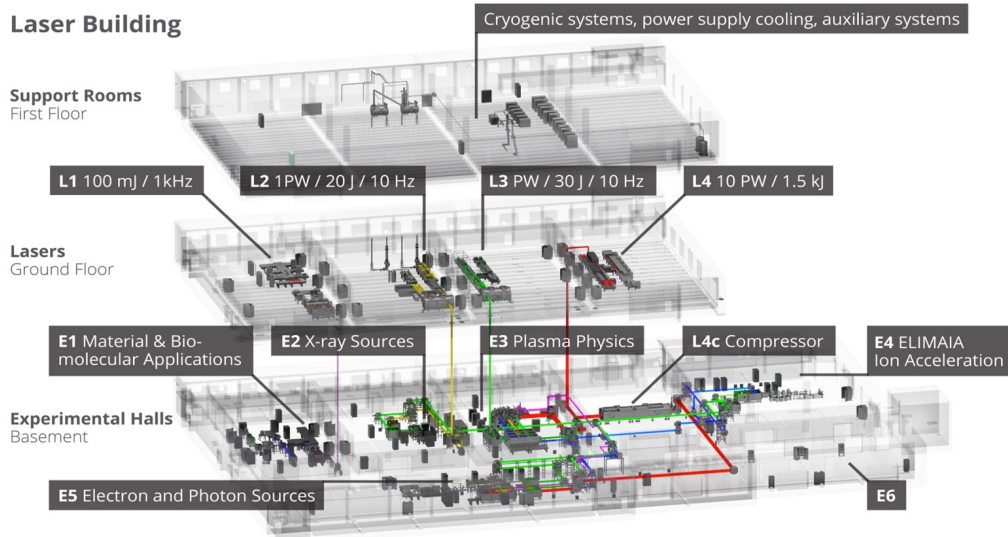 Laser Building
Cryogenic systems, power supply cooling, auxiliary systems
Support Rooms
First Floor
L1 100 mJ / 1kHz
L2 1PW / 20 J / 10 Hz
L3 PW / 30 J / 10 Hz
L4 10 PW / 1.5 kJ
Lasers
Ground Floor
E1 Material & Bio-
molecular Applications
E2 X-ray Sources
E3 Plasma Physics
L4c Compressor
E4 ELIMAIA
Ion Acceleration
Experimental Halls
Basement
E5 Electron and Photon Sources
E6